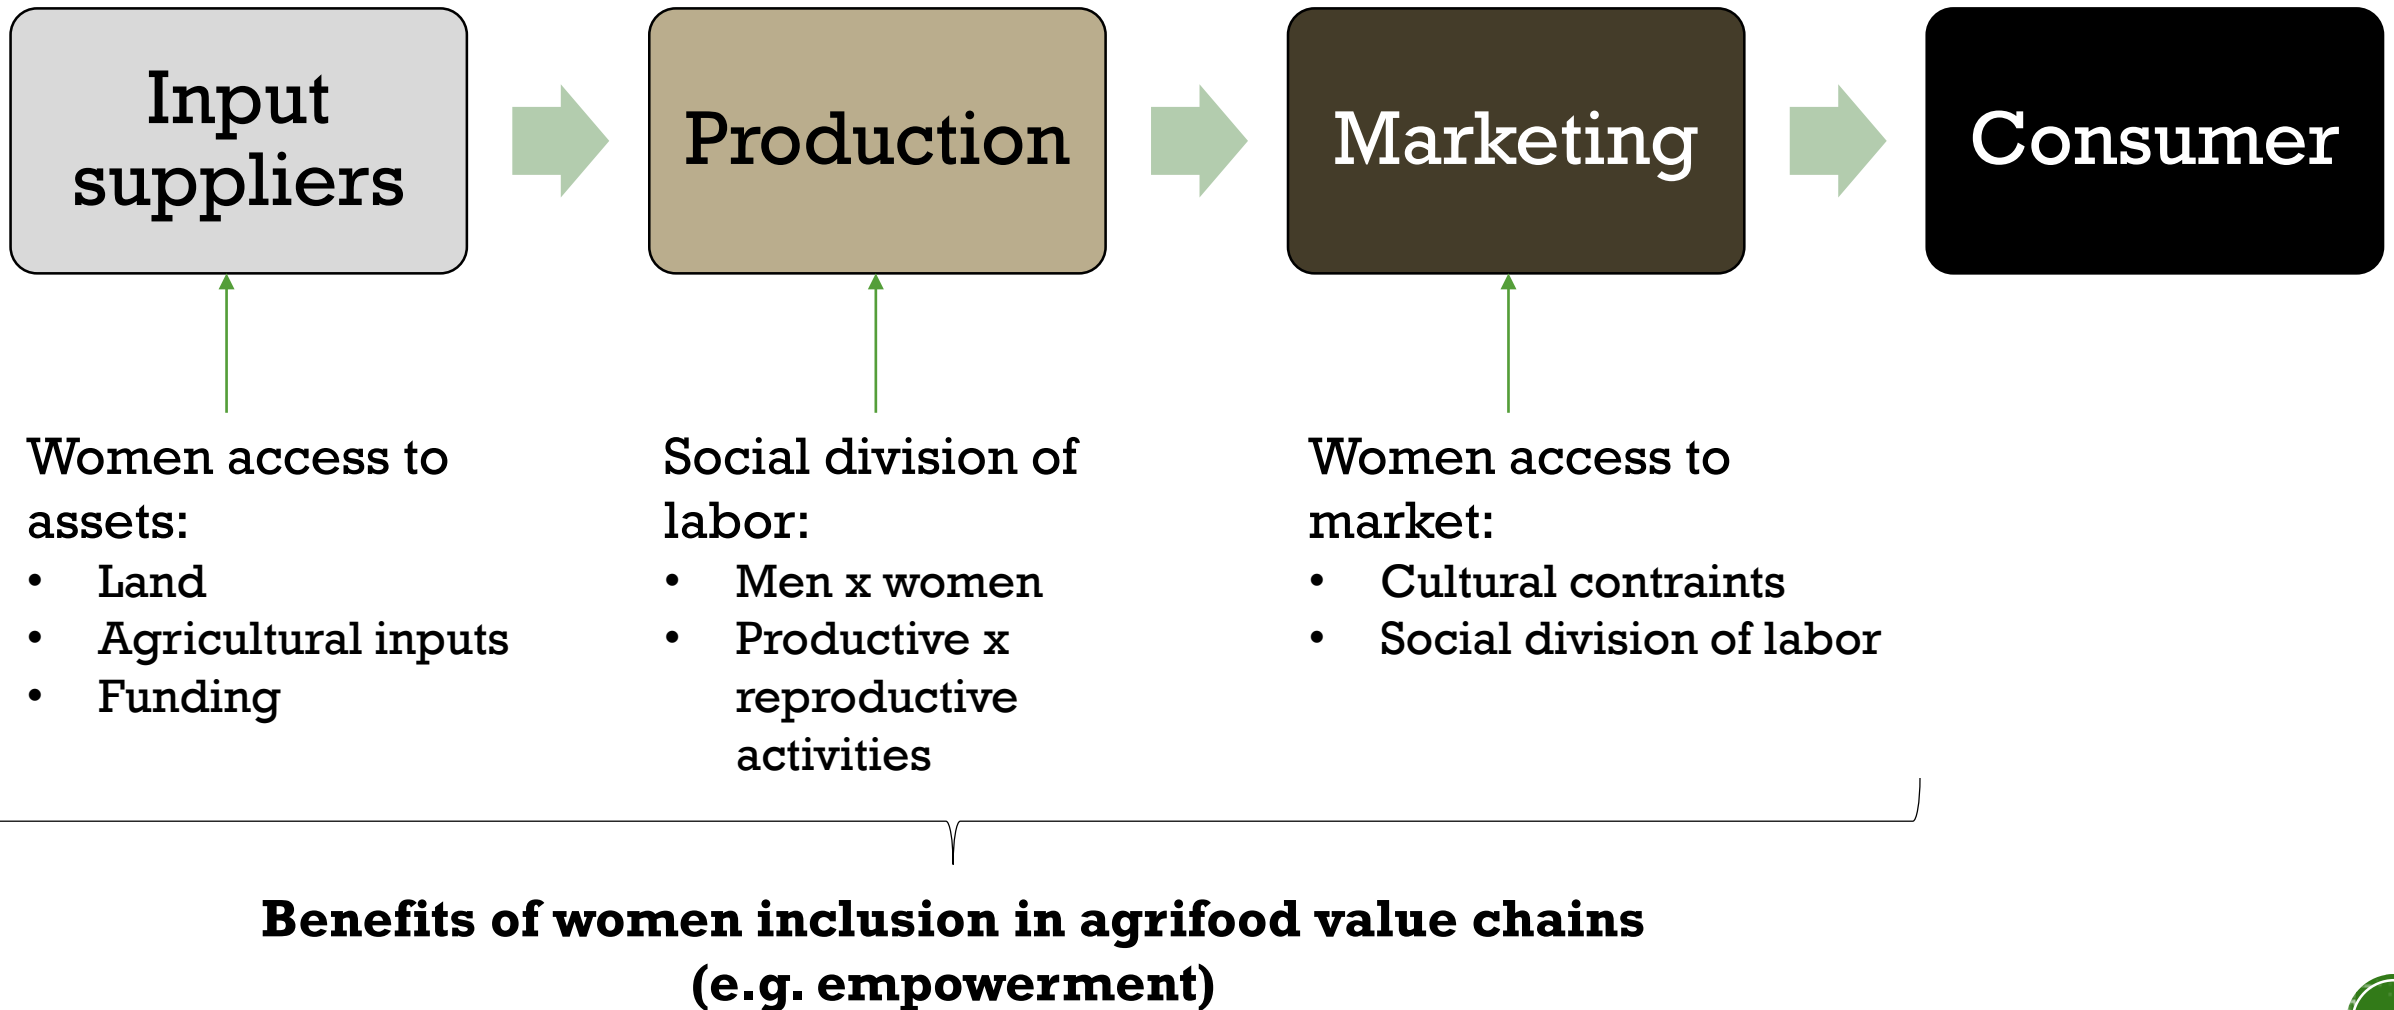 Input
suppliers
Production
Marketing
Consumer
Women access to
assets:
• Land
• Agricultural inputs
• Funding
Social division of
labor:
• Men x women
• Productive x
reproductive
activities
Women access to
market:
• Cultural contraints
• Social division of labor
Benefits of women inclusion in agrifood value chains
(e.g. empowerment)